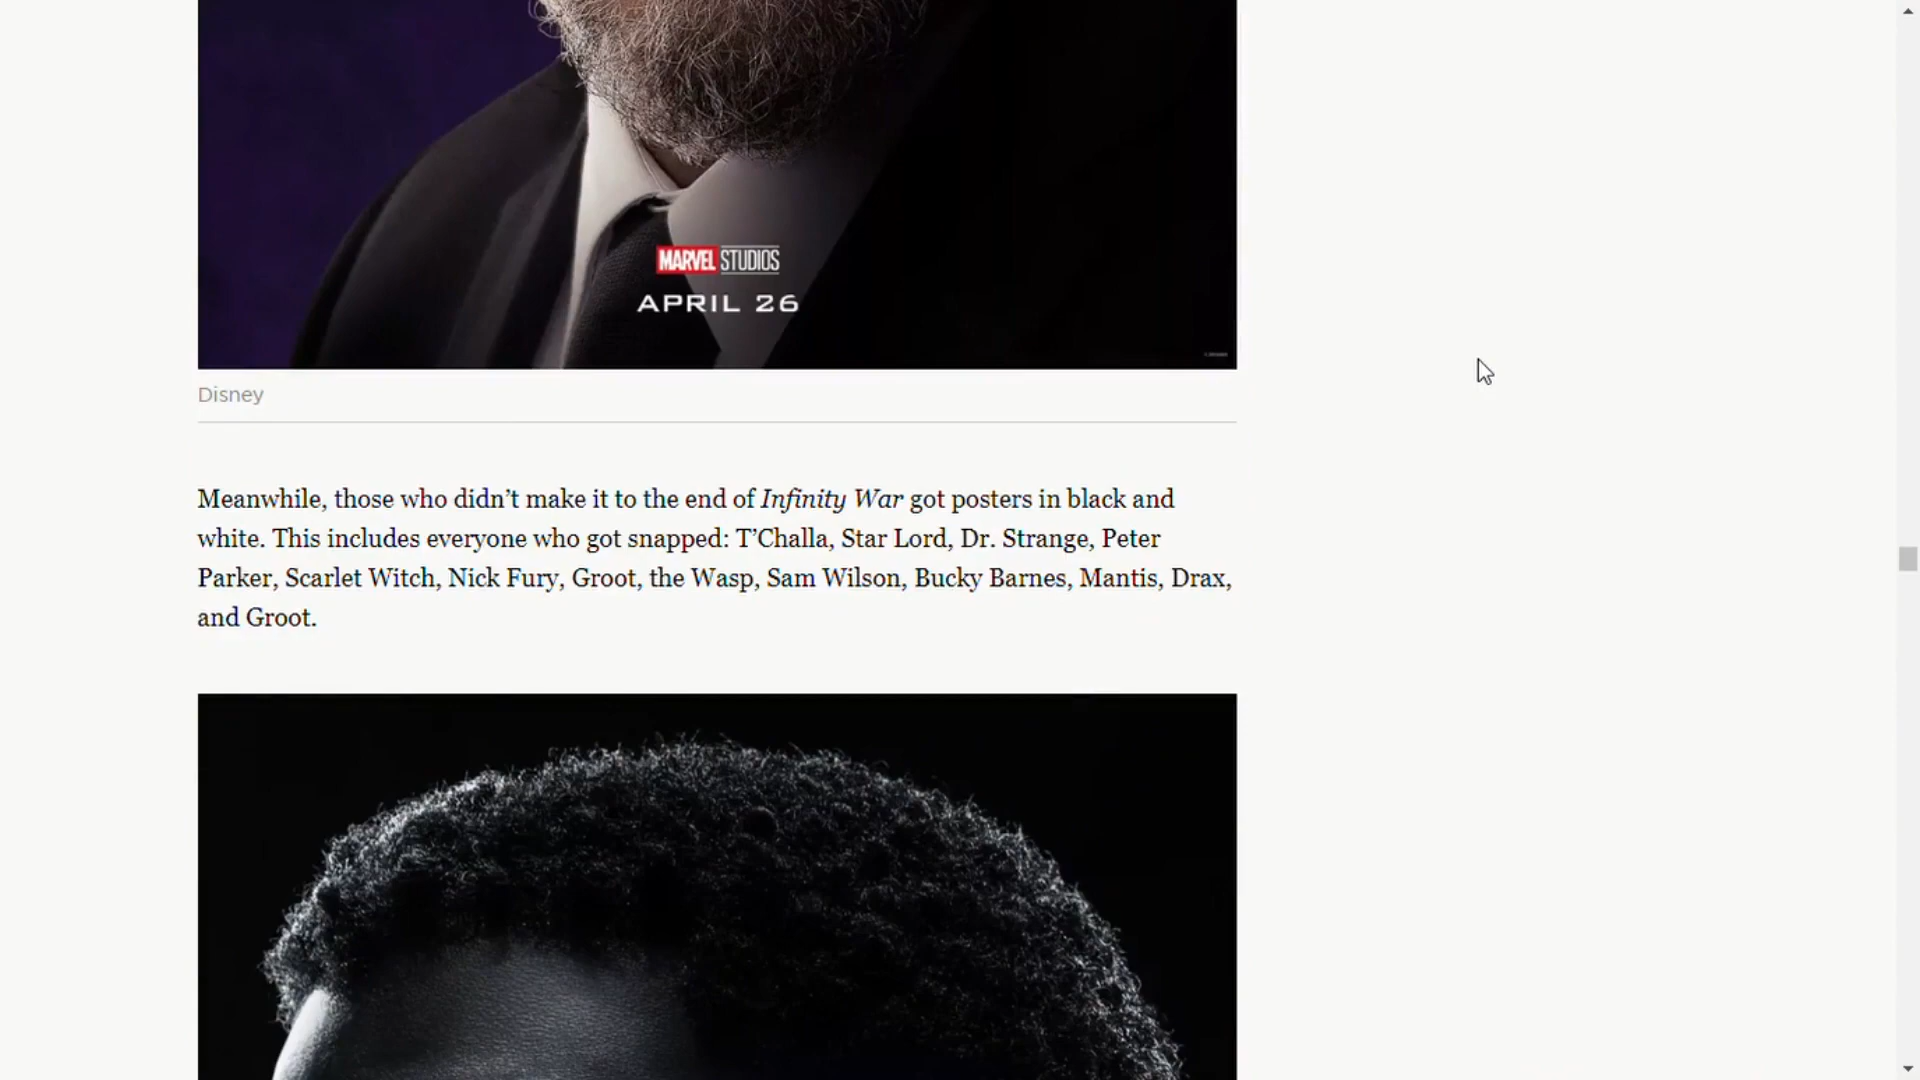 MARVEL STUDIOS
APRIL 26
Disney
Meanwhile, those who didn’t make it to the end of Infinity War got posters in black and
white. This includes everyone who got snapped: T’Challa, Star Lord, Dr. Strange, Peter
Parker, Scarlet Witch, Nick Fury, Groot, the Wasp, Sam Wilson, Bucky Barnes, Mantis, Drax,
and Groot.